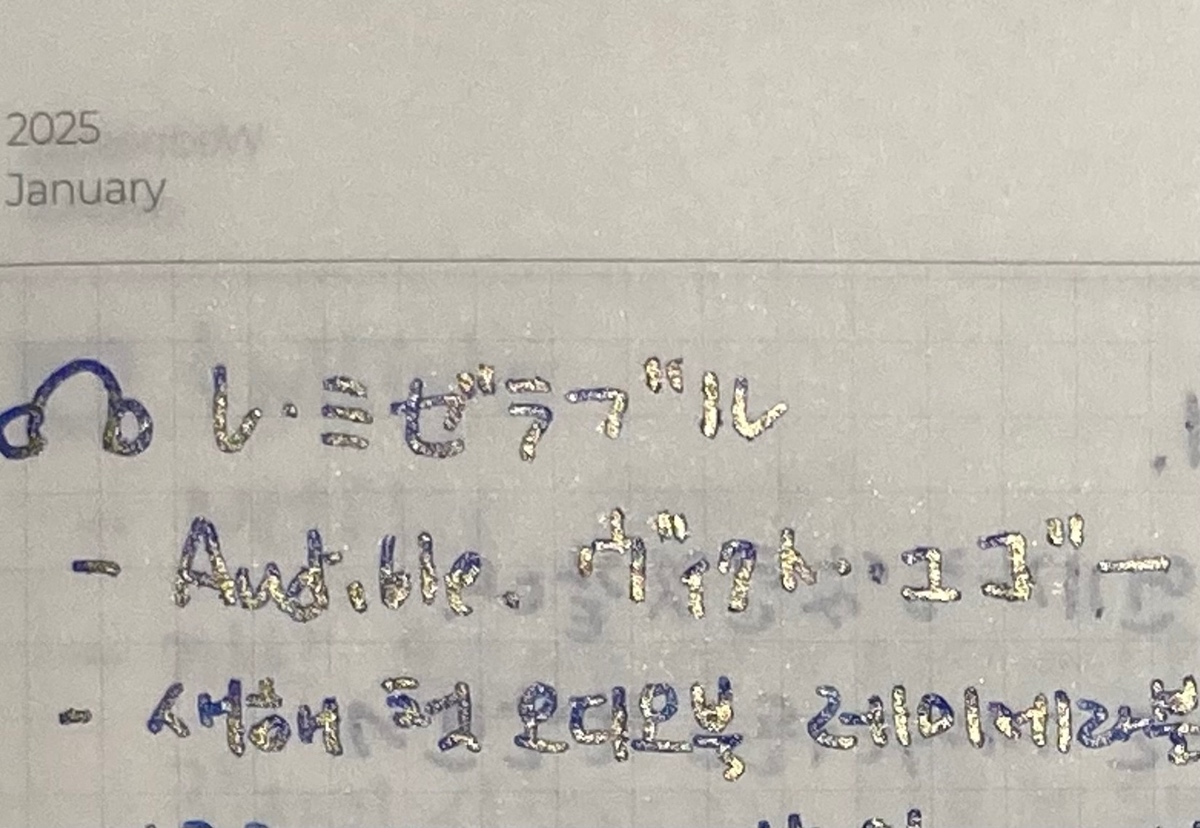 2025
January
レ・ミゼラブル
- Audible. ヴィクトル・ユゴー
- 새해 첫 오디오북 레미제라블